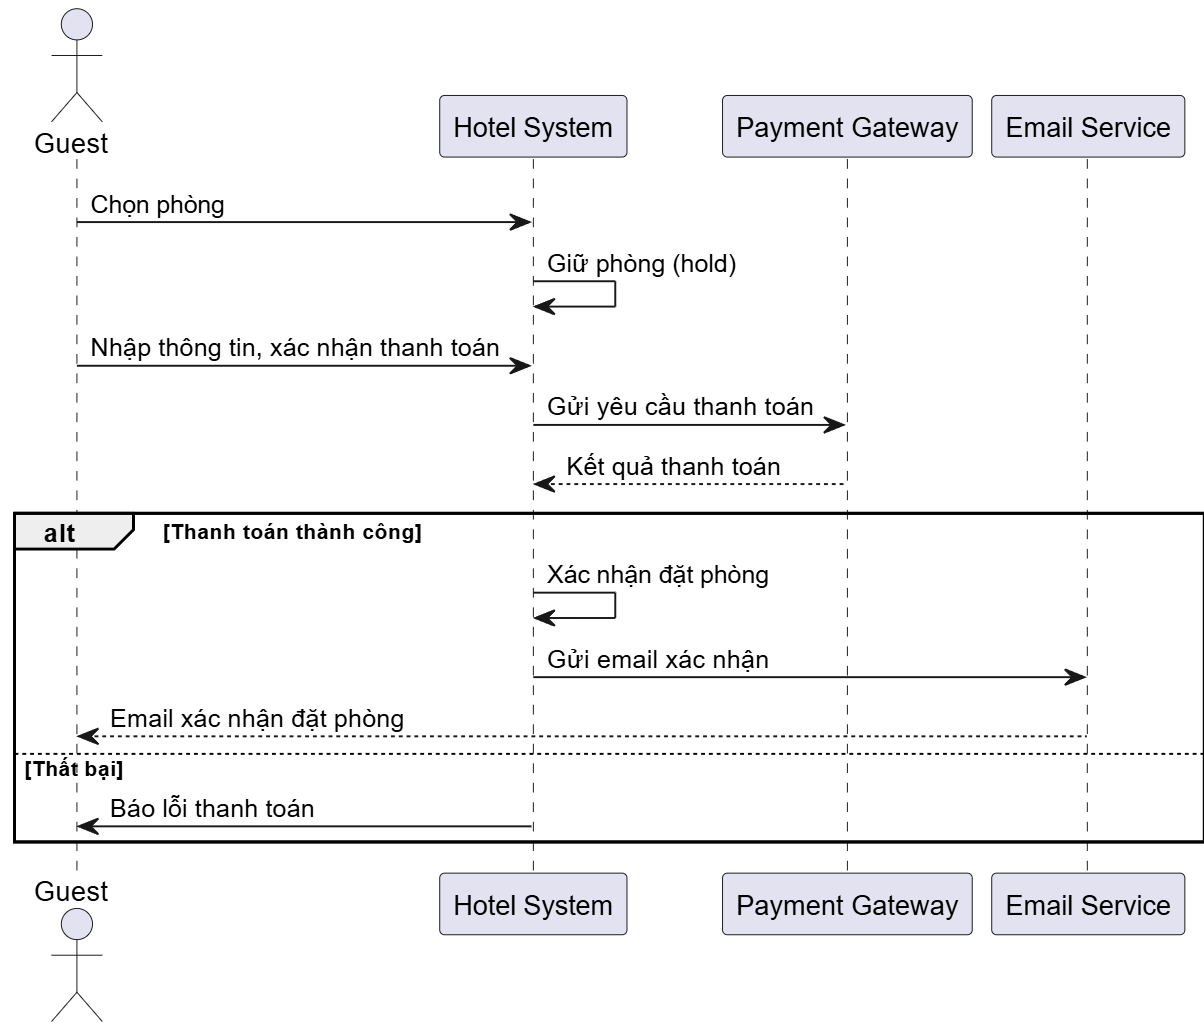 Guest
Hotel System
Payment Gateway
Email Service
Chọn phòng
Giữ phòng (hold)
Nhập thông tin, xác nhận thanh toán
Gửi yêu cầu thanh toán
Kết quả thanh toán
alt
[Thanh toán thành công]
Xác nhận đặt phòng
Gửi email xác nhận
Email xác nhận đặt phòng
[Thất bại]
Báo lỗi thanh toán
Guest
Hotel System
Payment Gateway
Email Service